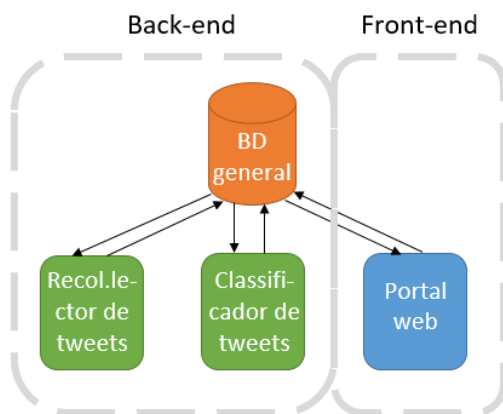 Back-end
Front-end
BD
general
Recol.le-
ctor de
tweets
Classifi-
cador de
tweets
Portal
web